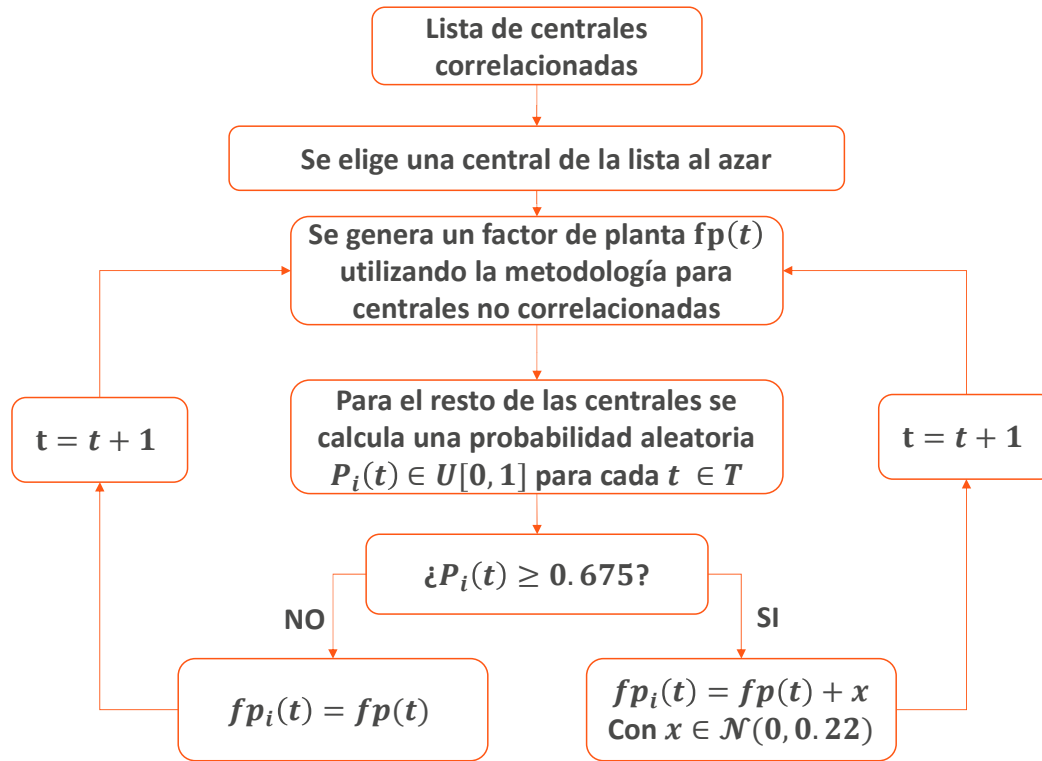 Lista de centrales
correlacionadas
Se elige una central de la lista al azar
Se genera un factor de planta fp(t)
utilizando la metodología para
centrales no correlacionadas
Para el resto de las centrales se
calcula una probabilidad aleatoria
P_i(t) ∈ U[0, 1] para cada t ∈ T
t = t + 1
t = t + 1
¿P_i(t) ≥ 0.675?
NO
SI
fp_i(t) = fp(t)
fp_i(t) = fp(t) + x
Con x ∈ 𝒩(0, 0.22)